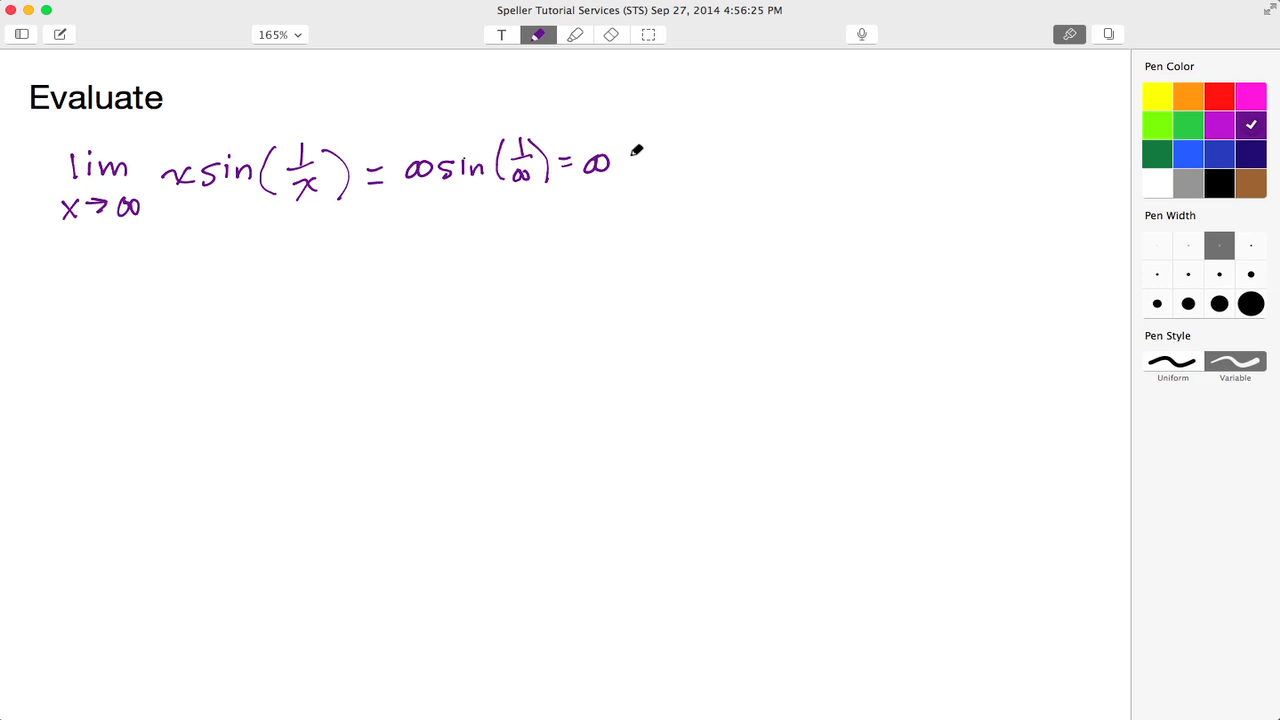 Speller Tutorial Services (STS) Sep 27, 2014 4:56:25 PM
165%
T
Evaluate
lim x→∞ x sin(1/x) = ∞ sin(1/∞) = ∞
Pen Color
Pen Width
Pen Style
Uniform Variable